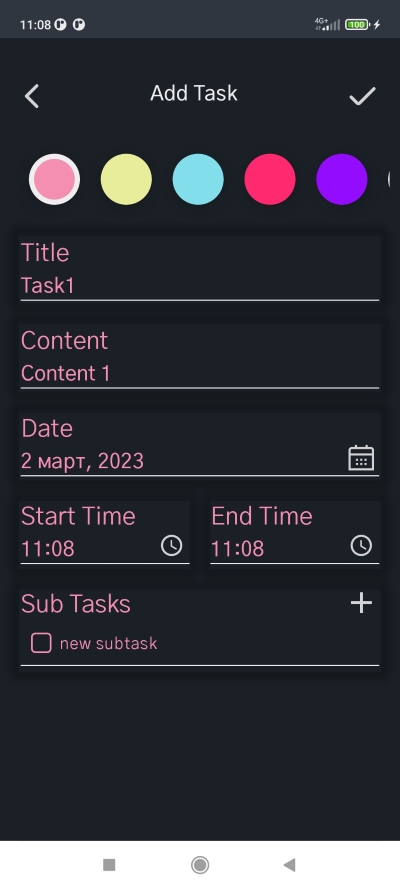 11:08
4G+
100
Add Task
Title
Task1
Content
Content 1
Date
2 март, 2023
Start Time
End Time
11:08
11:08
Sub Tasks
new subtask